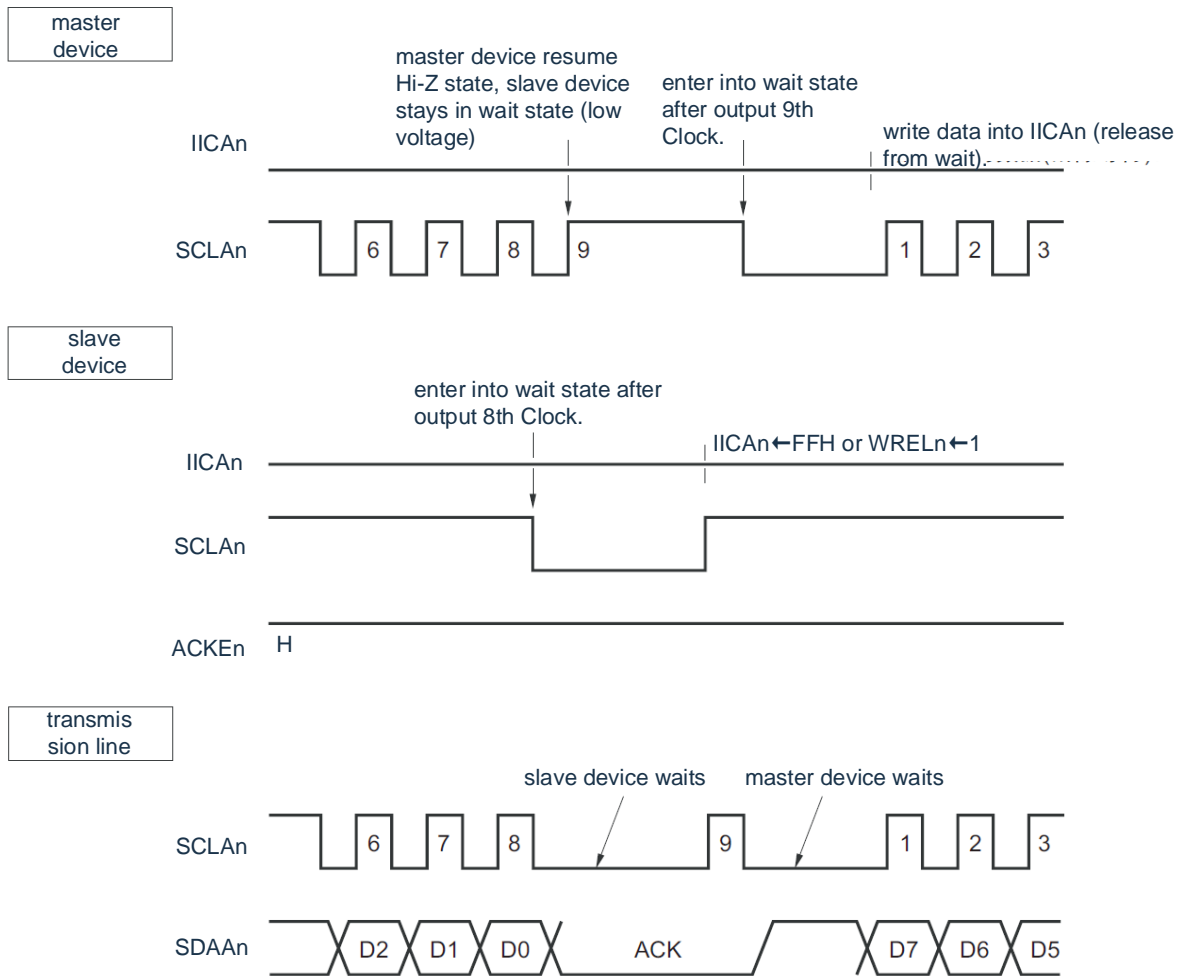 master
device
master device resume
Hi-Z state, slave device
stays in wait state (low
voltage)
enter into wait state
after output 9th
Clock.
write data into IICAn (release
from wait).
IICAn
SCLAn
6 7 8 9 1 2 3
slave
device
enter into wait state after
output 8th Clock.
IICAn←FFH or WRELn←1
IICAn
SCLAn
ACKEn H
transmis
sion line
slave device waits master device waits
SCLAn 6 7 8 9 1 2 3
SDAAn D2 D1 D0 ACK D7 D6 D5